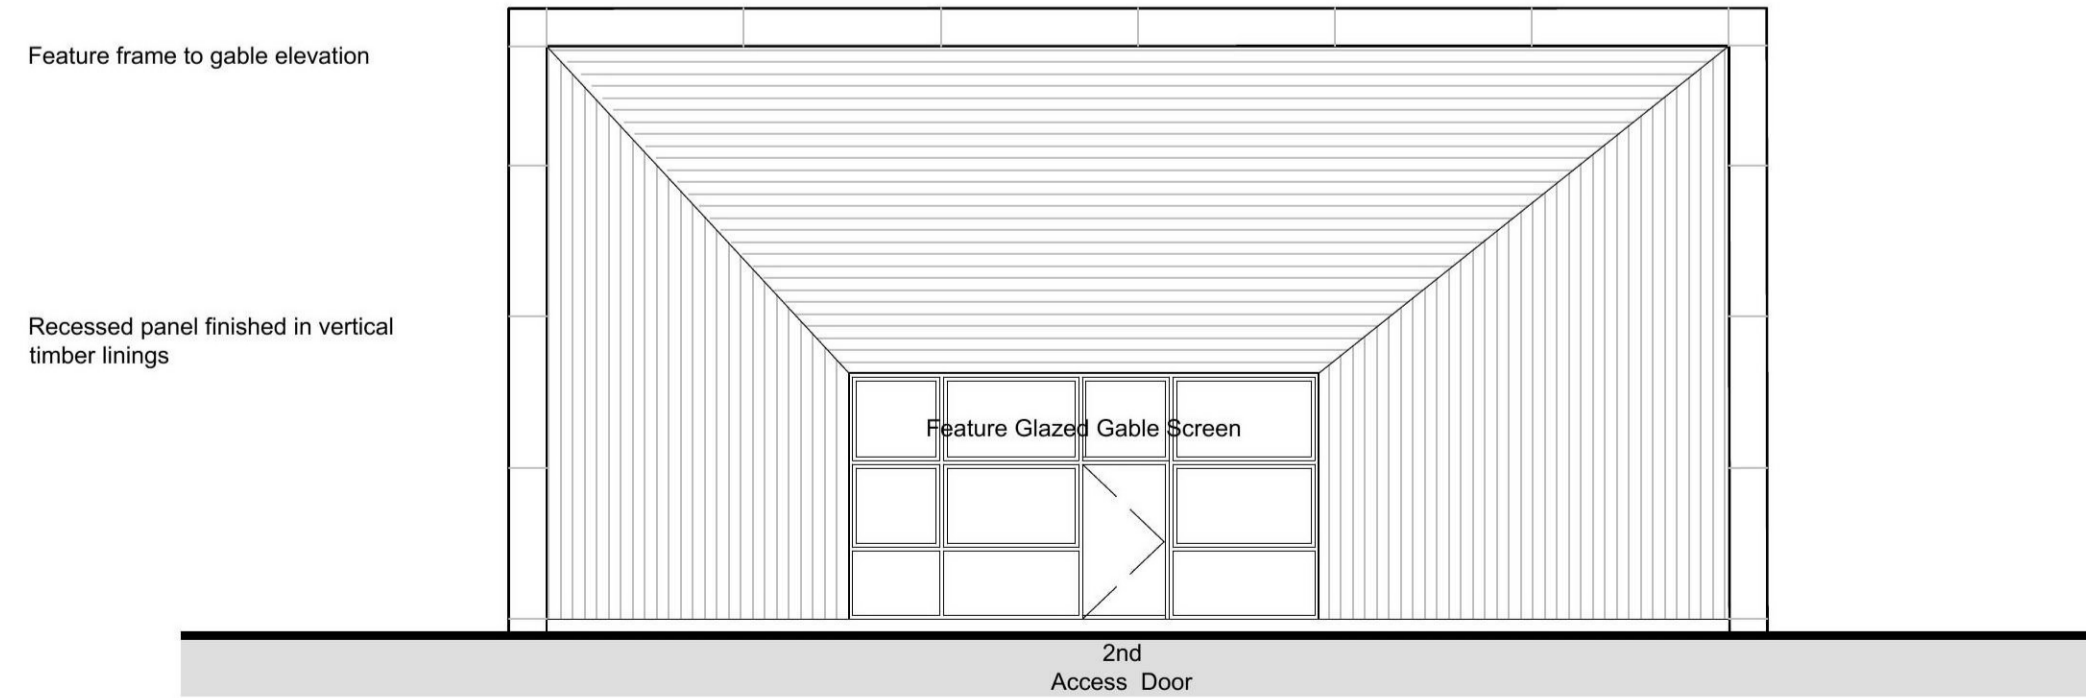 Feature frame to gable elevation
Recessed panel finished in vertical
timber linings
Feature Glazed Gable Screen
2nd
Access Door